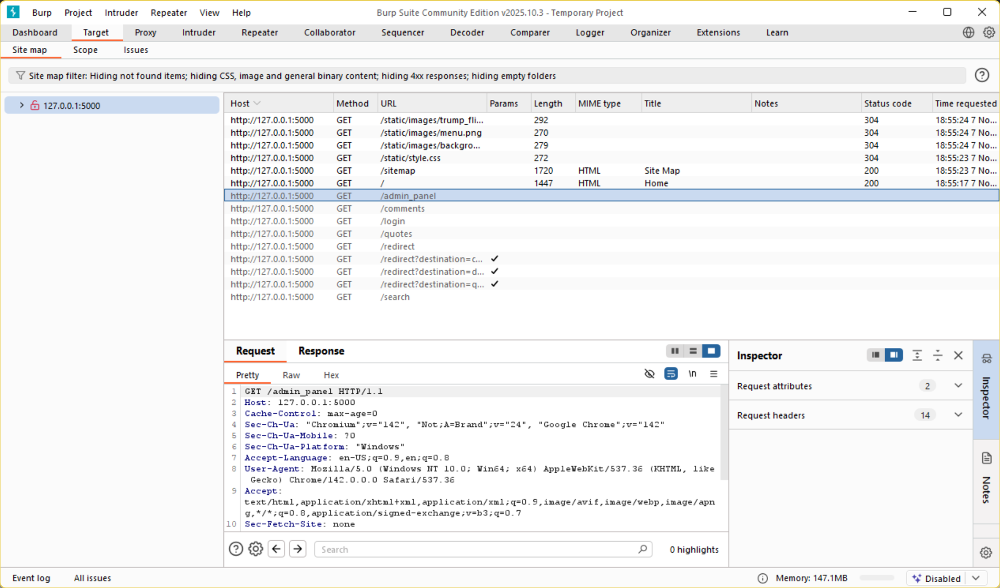 Burp Project Intruder Repeater View Help Burp Suite Community Edition v2025.10.3 - Temporary Project
Dashboard Target Proxy Intruder Repeater Collaborator Sequencer Decoder Comparer Logger Organizer Extensions Learn
Site map Scope Issues
Site map filter: Hiding not found items; hiding CSS, image and general binary content; hiding 4xx responses; hiding empty folders
127.0.0.1:5000
Host Method URL Params Length MIME type Title Notes Status code Time requested
http://127.0.0.1:5000 GET /static/images/trump_fli... 292 304 18:55:24 7 No...
http://127.0.0.1:5000 GET /static/images/menu.png 270 304 18:55:24 7 No...
http://127.0.0.1:5000 GET /static/images/backgro... 279 304 18:55:24 7 No...
http://127.0.0.1:5000 GET /static/style.css 272 304 18:55:23 7 No...
http://127.0.0.1:5000 GET /sitemap 1720 HTML Site Map 200 18:55:23 7 No...
http://127.0.0.1:5000 GET / 1447 HTML Home 200 18:55:17 7 No...
http://127.0.0.1:5000 GET /admin_panel
http://127.0.0.1:5000 GET /comments
http://127.0.0.1:5000 GET /login
http://127.0.0.1:5000 GET /quotes
http://127.0.0.1:5000 GET /redirect
http://127.0.0.1:5000 GET /redirect?destination=c... ✓
http://127.0.0.1:5000 GET /redirect?destination=d... ✓
http://127.0.0.1:5000 GET /redirect?destination=q... ✓
http://127.0.0.1:5000 GET /search
Request Response
Pretty Raw Hex \n
1 GET /admin_panel HTTP/1.1
2 Host: 127.0.0.1:5000
3 Cache-Control: max-age=0
4 Sec-Ch-Ua: "Chromium";v="142", "Not;A=Brand";v="24", "Google Chrome";v="142"
5 Sec-Ch-Ua-Mobile: ?0
6 Sec-Ch-Ua-Platform: "Windows"
7 Accept-Language: en-US;q=0.9,en;q=0.8
8 User-Agent: Mozilla/5.0 (Windows NT 10.0; Win64; x64) AppleWebKit/537.36 (KHTML, like
Gecko) Chrome/142.0.0.0 Safari/537.36
9 Accept:
text/html,application/xhtml+xml,application/xml;q=0.9,image/avif,image/webp,image/apn
g,*/*;q=0.8,application/signed-exchange;v=b3;q=0.7
10 Sec-Fetch-Site: none
Search 0 highlights
Inspector
Request attributes 2
Request headers 14
Inspector
Notes
Event log All issues Memory: 147.1MB Disabled